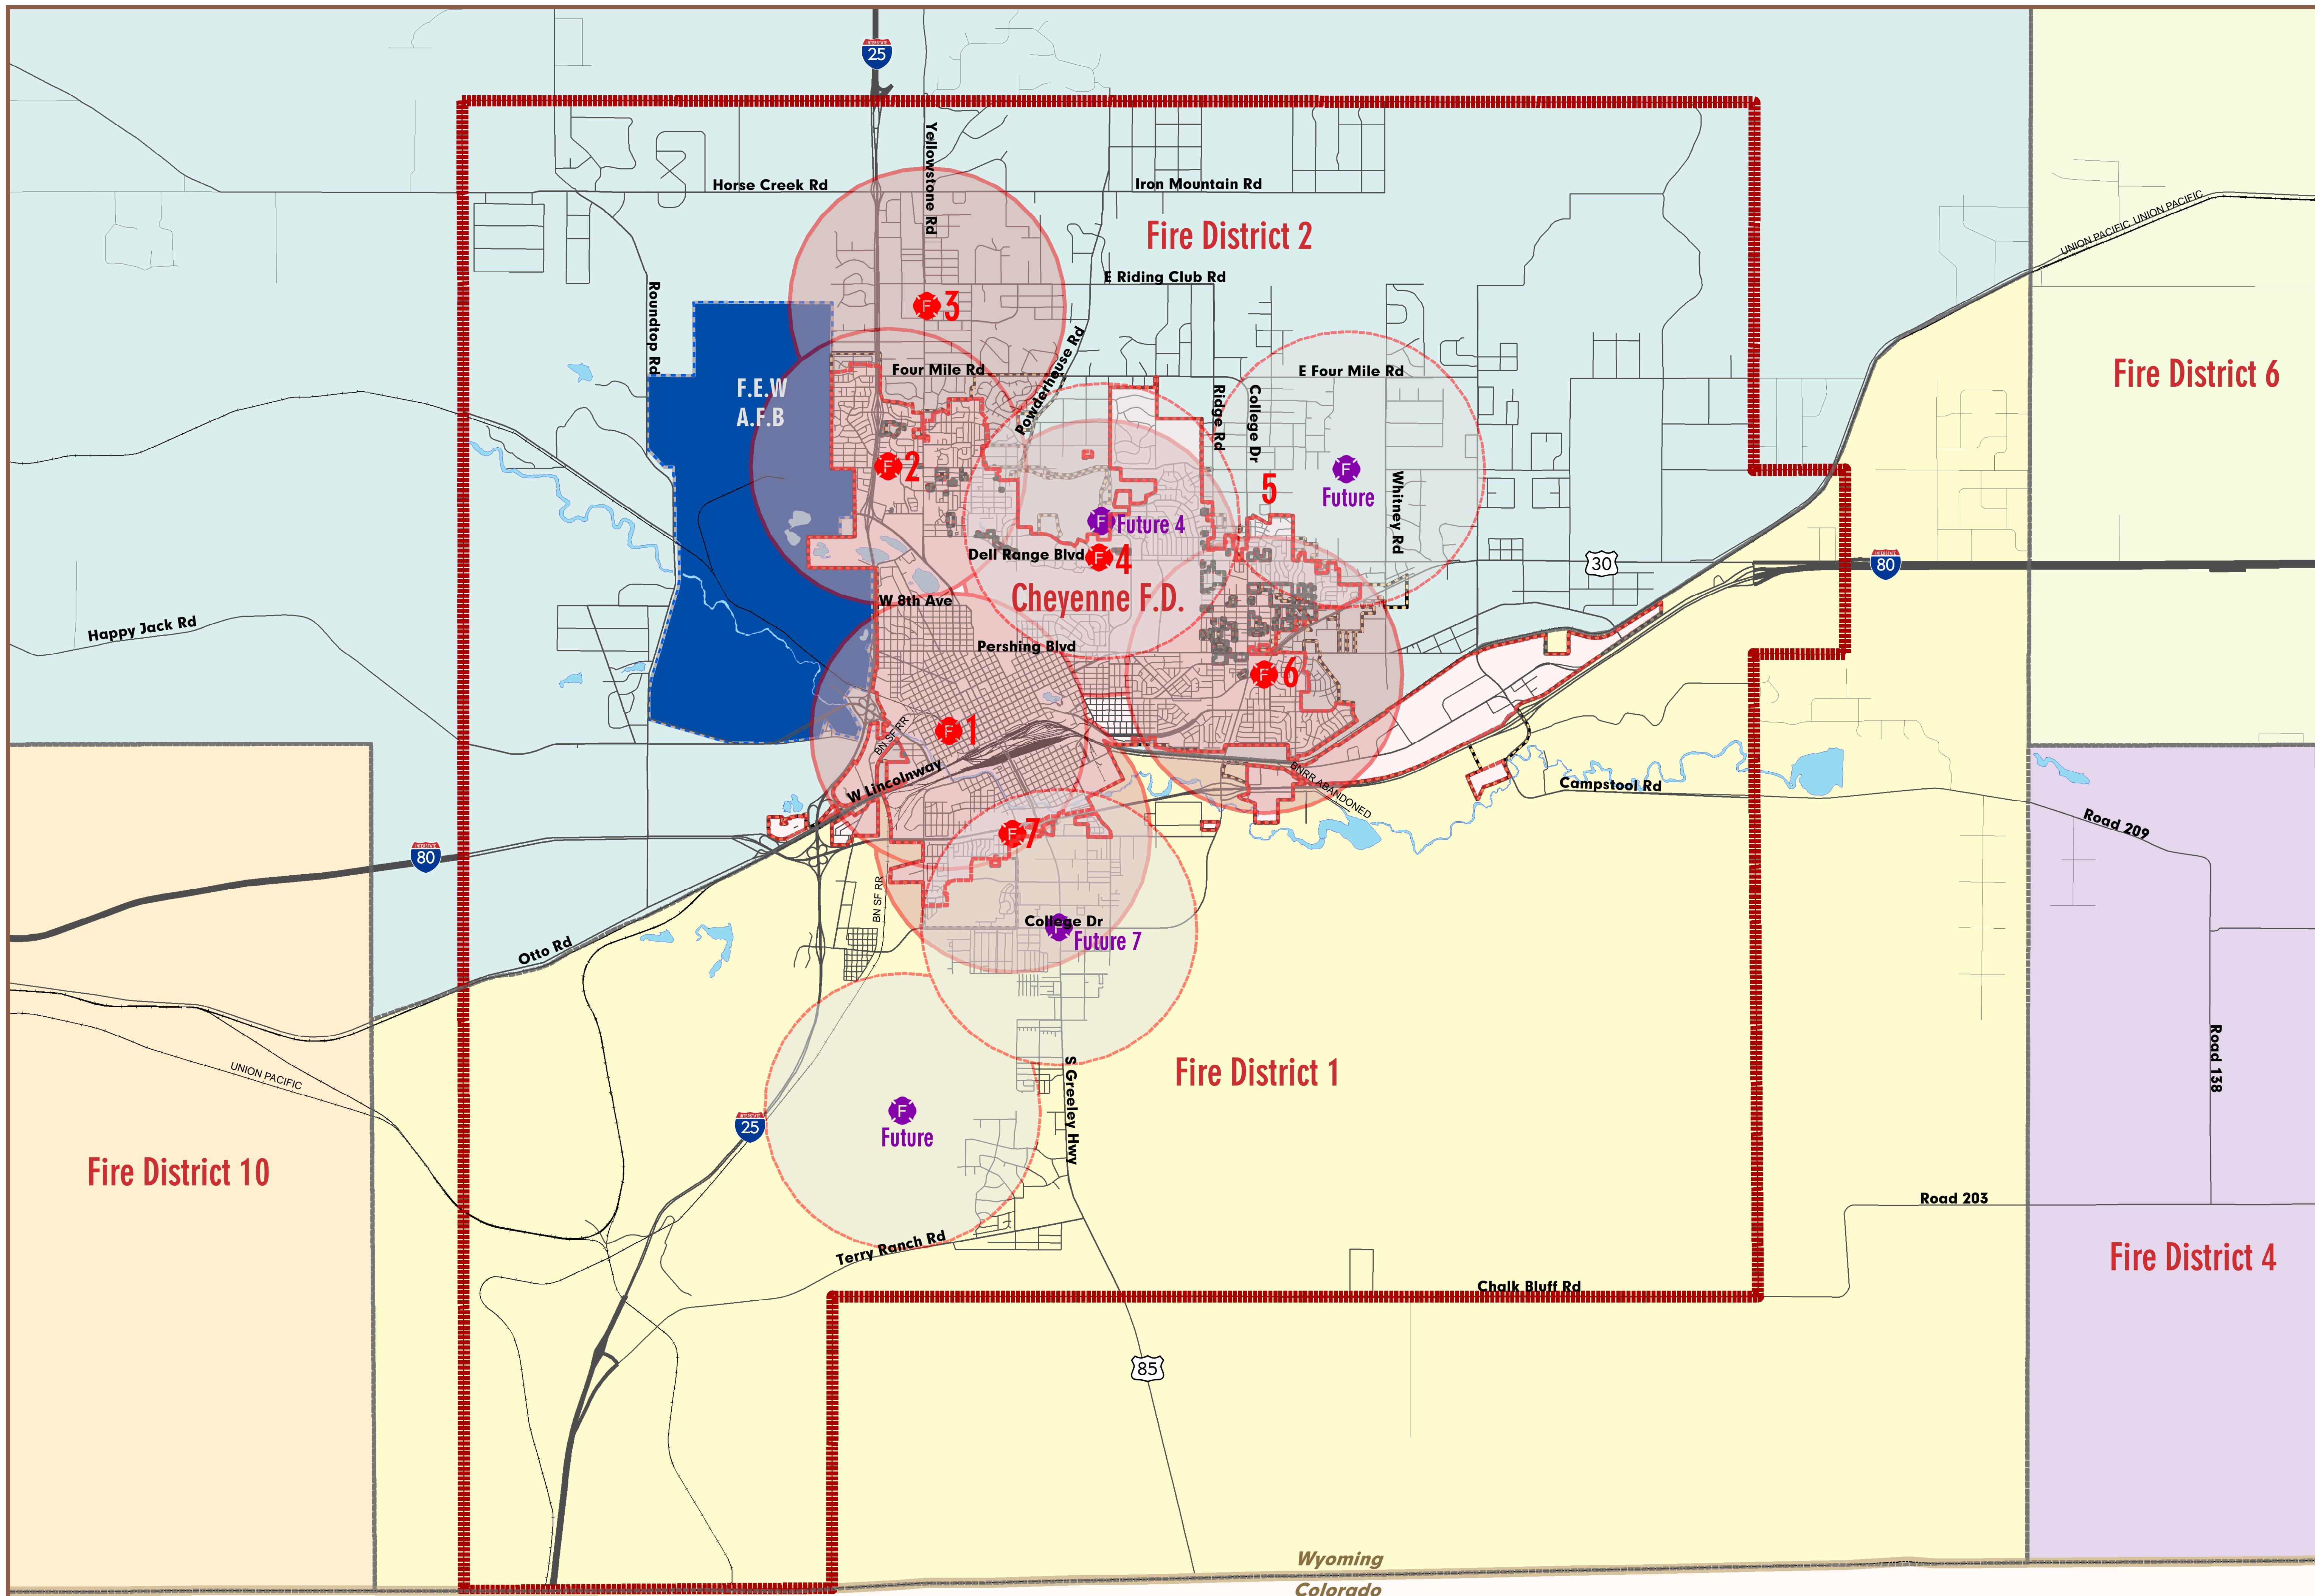 INTERSTATE
25
Yellowstone Rd
Horse Creek Rd
Iron Mountain Rd
UNION PACIFIC
UNION PACIFIC
Fire District 2
E Riding Club Rd
Roundtop Rd
F
3
Powderhouse Rd
Four Mile Rd
E Four Mile Rd
Fire District 6
F.E.W
A.F.B
Ridge Rd
College Dr
F
2
5
F
Future
Whitney Rd
F
Future 4
Dell Range Blvd
F
4
30
INTERSTATE
80
Cheyenne F.D.
W 8th Ave
Happy Jack Rd
Pershing Blvd
F
6
F
1
BN SF RR
W Lincolnway
BNRR ABANDONED
Campstool Rd
Road 209
F
7
INTERSTATE
80
BN SF RR
College Dr
F
Future 7
Otto Rd
Road 138
UNION PACIFIC
S Greeley Hwy
Fire District 1
F
Future
INTERSTATE
25
Fire District 10
Road 203
Terry Ranch Rd
Fire District 4
Chalk Bluff Rd
85
Wyoming
Colorado